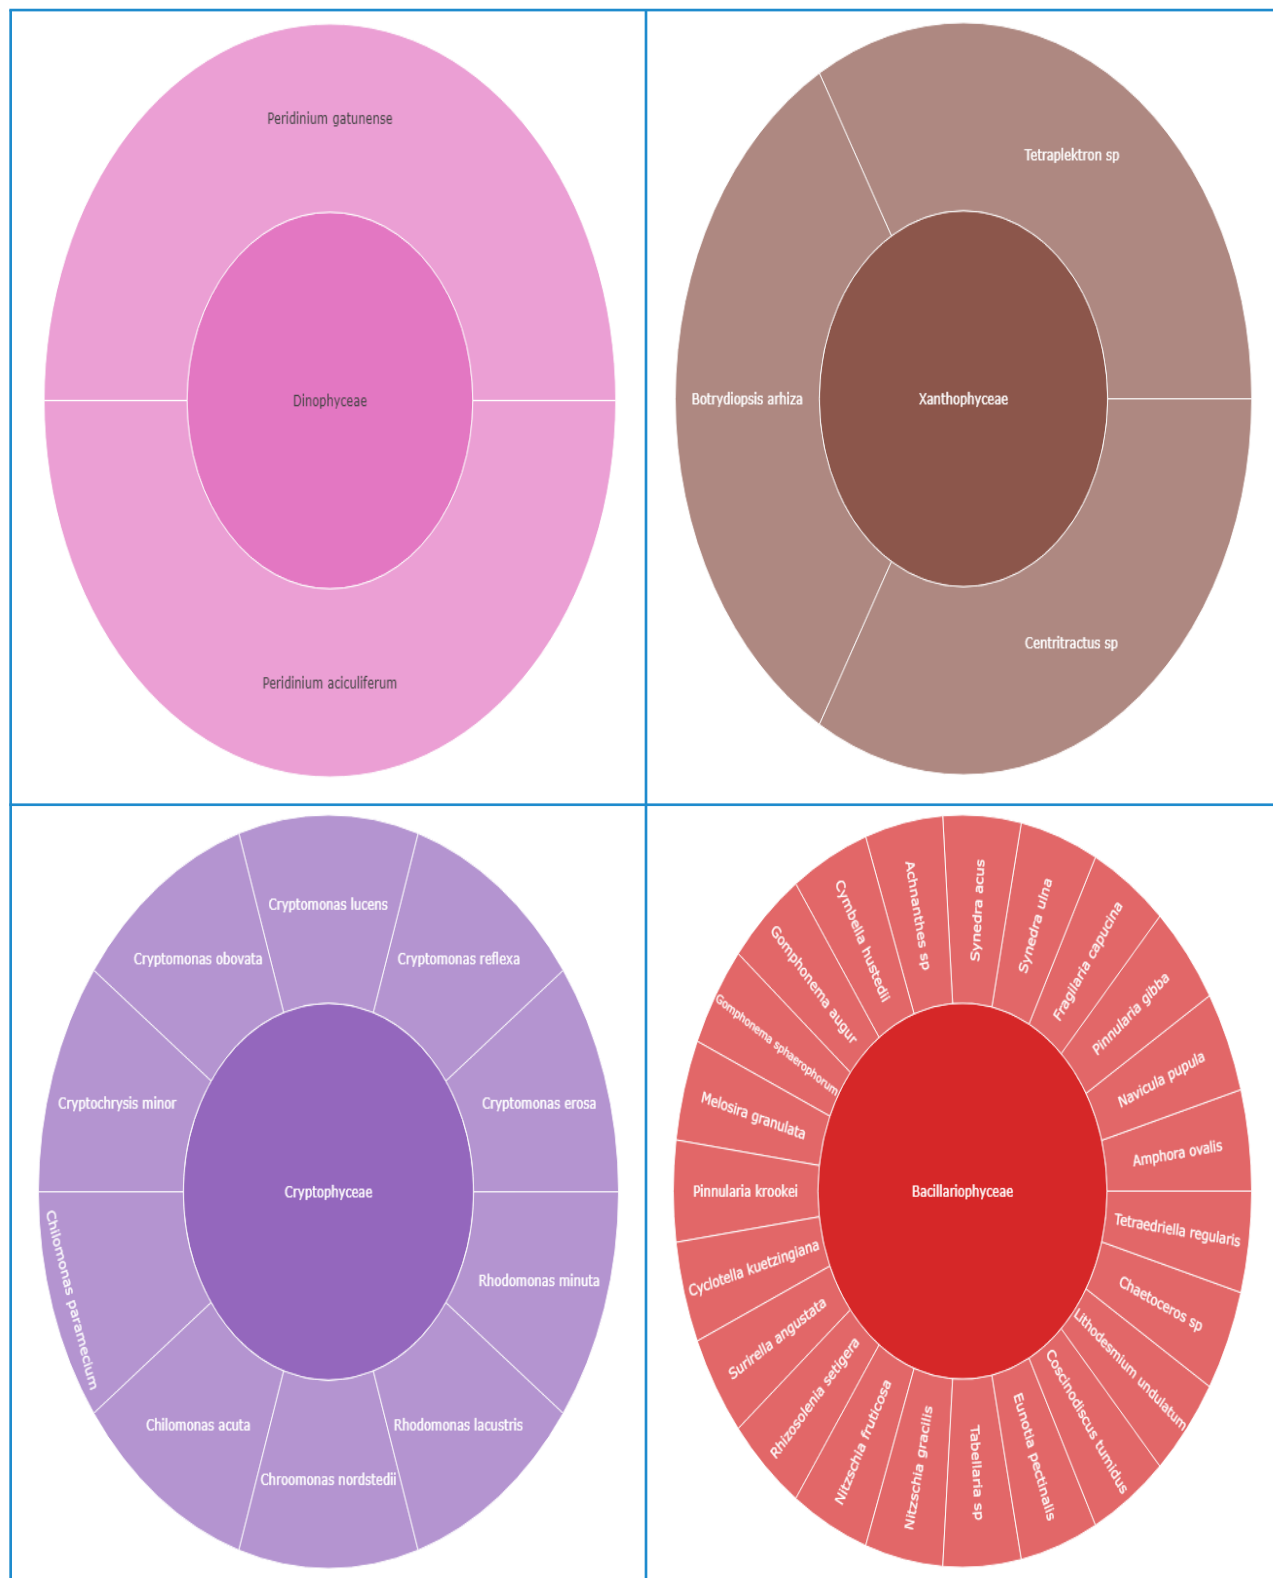 Peridinium gatunense
Dinophyceae
Peridinium aciculiferum
Tetraplektron sp
Botrydiopsis arhiza
Xanthophyceae
Centritractus sp
Cryptomonas lucens
Cryptomonas obovata
Cryptomonas reflexa
Cryptochrysis minor
Cryptomonas erosa
Cryptophyceae
Chilomonas paramecium
Rhodomonas minuta
Chilomonas acuta
Rhodomonas lacustris
Chroomonas nordstedii
Synedra acus
Synedra ulna
Fragilaria capucina
Pinnularia gibba
Navicula pupula
Amphora ovalis
Tetraedriella regularis
Chaetoceros sp
Lithodesmium undulatum
Coscinodiscus tumidus
Eunotia pectinalis
Tabellaria sp
Nitzschia gracilis
Nitzschia fruticosa
Rhizosolenia setigera
Surirella angustata
Cyclotella kuetzingiana
Pinnularia krookei
Melosira granulata
Gomphonema sphaerophorum
Gomphonema augur
Cymbella hustedii
Achnanthes sp
Bacillariophyceae